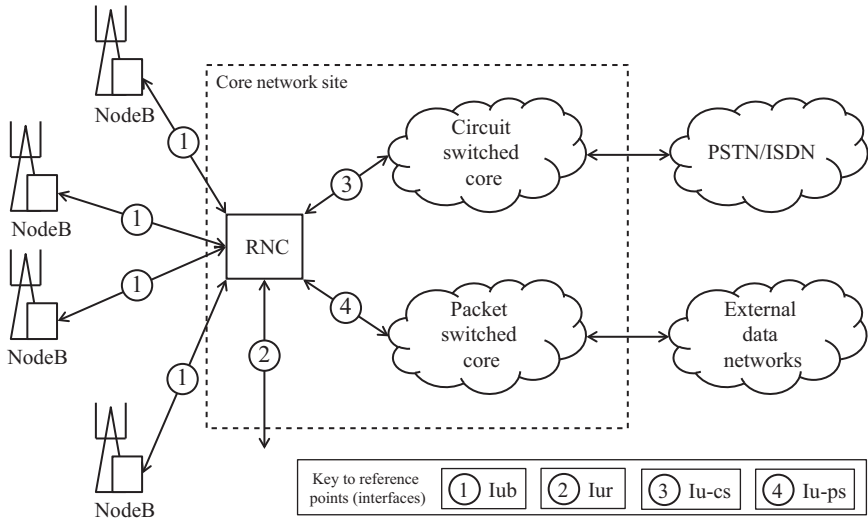 NodeB
Core network site
1
Circuit
switched
core
PSTN/ISDN
3
NodeB
1
RNC
1
4
NodeB
Packet
switched
core
External
data
networks
2
1
NodeB
Key to reference
points (interfaces)
1 Iub
2 Iur
3 Iu-cs
4 Iu-ps